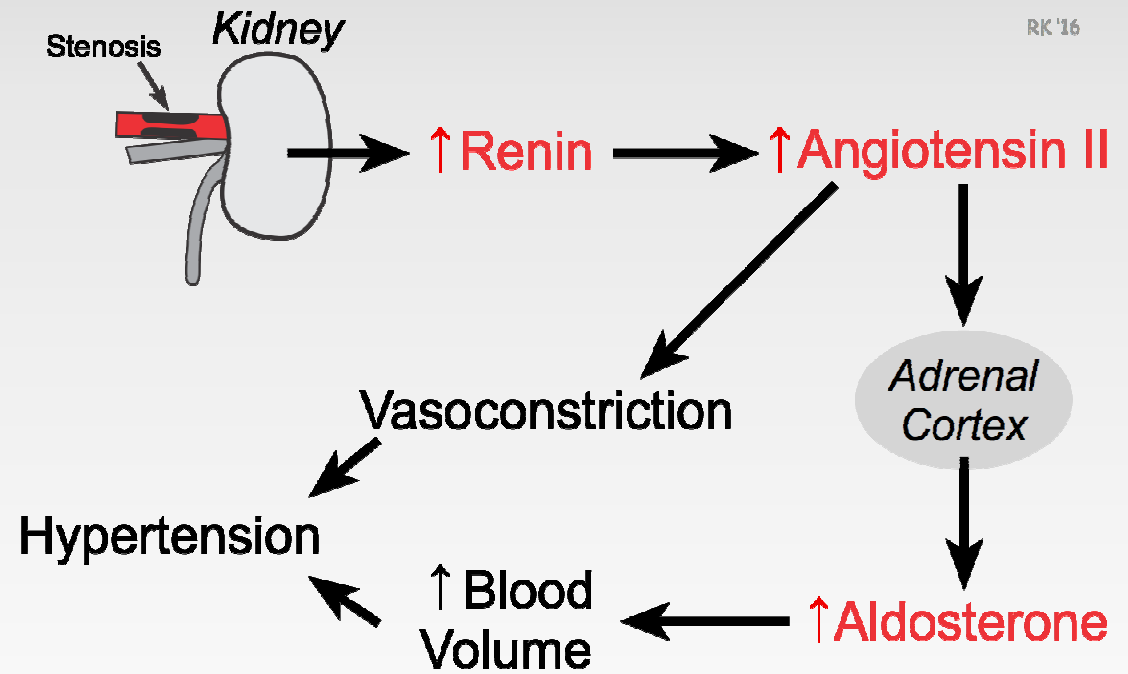 Kidney
RK '16
Stenosis
↑ Renin
↑ Angiotensin II
Adrenal
Cortex
Vasoconstriction
Hypertension
↑ Blood
Volume
↑ Aldosterone